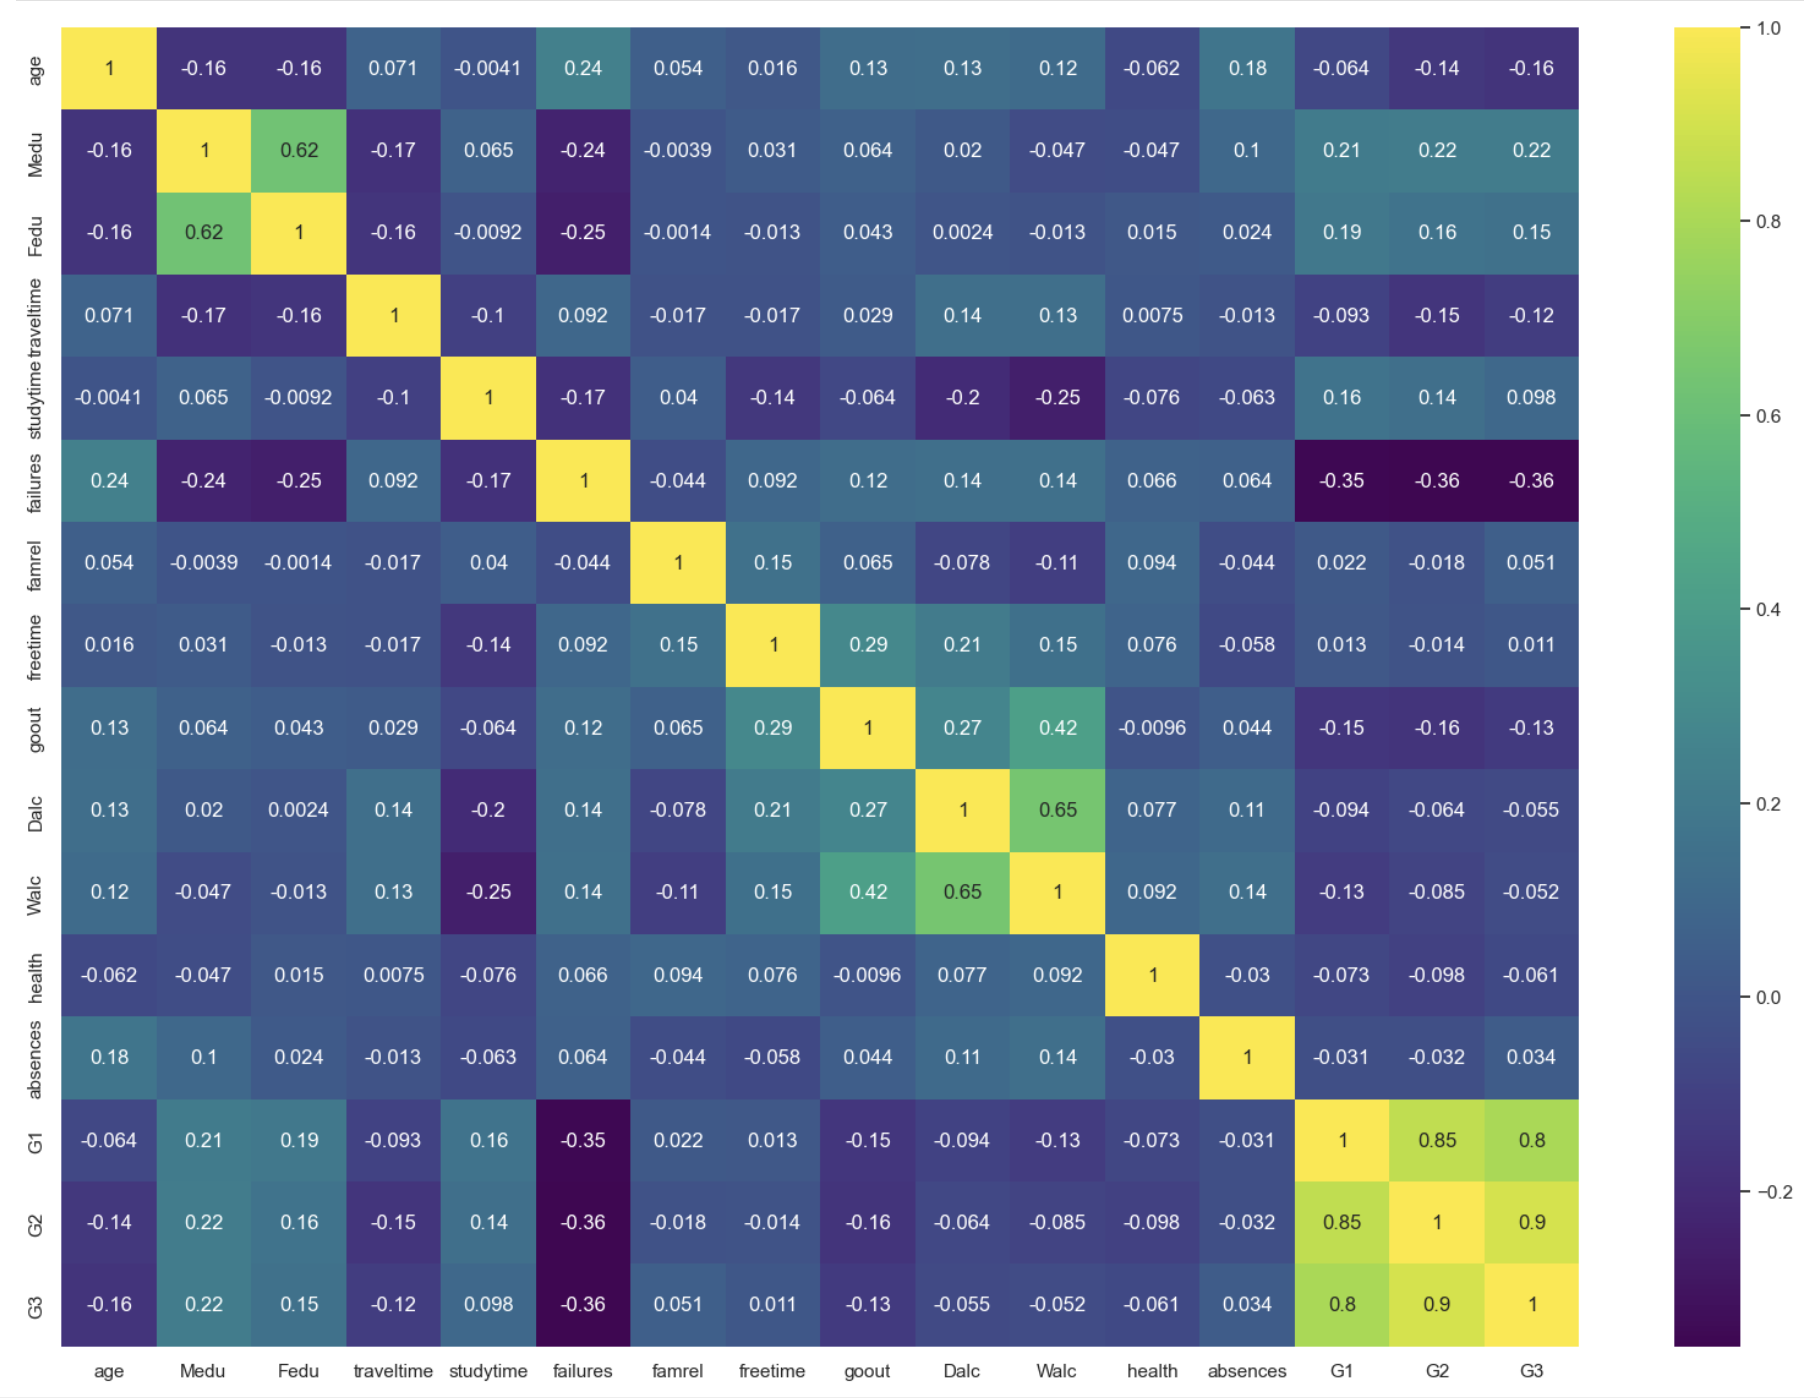 age 1 -0.16 -0.16 0.071 -0.0041 0.24 0.054 0.016 0.13 0.13 0.12 -0.062 0.18 -0.064 -0.14 -0.16
Medu -0.16 1 0.62 -0.17 0.065 -0.24 -0.0039 0.031 0.064 0.02 -0.047 -0.047 0.1 0.21 0.22 0.22
Fedu -0.16 0.62 1 -0.16 -0.0092 -0.25 -0.0014 -0.013 0.043 0.0024 -0.013 0.015 0.024 0.19 0.16 0.15
traveltime 0.071 -0.17 -0.16 1 -0.1 0.092 -0.017 -0.017 0.029 0.14 0.13 0.0075 -0.013 -0.093 -0.15 -0.12
studytime -0.0041 0.065 -0.0092 -0.1 1 -0.17 0.04 -0.14 -0.064 -0.2 -0.25 -0.076 -0.063 0.16 0.14 0.098
failures 0.24 -0.24 -0.25 0.092 -0.17 1 -0.044 0.092 0.12 0.14 0.14 0.066 0.064 -0.35 -0.36 -0.36
famrel 0.054 -0.0039 -0.0014 -0.017 0.04 -0.044 1 0.15 0.065 -0.078 -0.11 0.094 -0.044 0.022 -0.018 0.051
freetime 0.016 0.031 -0.013 -0.017 -0.14 0.092 0.15 1 0.29 0.21 0.15 0.076 -0.058 0.013 -0.014 0.011
goout 0.13 0.064 0.043 0.029 -0.064 0.12 0.065 0.29 1 0.27 0.42 -0.0096 0.044 -0.15 -0.16 -0.13
Dalc 0.13 0.02 0.0024 0.14 -0.2 0.14 -0.078 0.21 0.27 1 0.65 0.077 0.11 -0.094 -0.064 -0.055
Walc 0.12 -0.047 -0.013 0.13 -0.25 0.14 -0.11 0.15 0.42 0.65 1 0.092 0.14 -0.13 -0.085 -0.052
health -0.062 -0.047 0.015 0.0075 -0.076 0.066 0.094 0.076 -0.0096 0.077 0.092 1 -0.03 -0.073 -0.098 -0.061
absences 0.18 0.1 0.024 -0.013 -0.063 0.064 -0.044 -0.058 0.044 0.11 0.14 -0.03 1 -0.031 -0.032 0.034
G1 -0.064 0.21 0.19 -0.093 0.16 -0.35 0.022 0.013 -0.15 -0.094 -0.13 -0.073 -0.031 1 0.85 0.8
G2 -0.14 0.22 0.16 -0.15 0.14 -0.36 -0.018 -0.014 -0.16 -0.064 -0.085 -0.098 -0.032 0.85 1 0.9
G3 -0.16 0.22 0.15 -0.12 0.098 -0.36 0.051 0.011 -0.13 -0.055 -0.052 -0.061 0.034 0.8 0.9 1
age Medu Fedu traveltime studytime failures famrel freetime goout Dalc Walc health absences G1 G2 G3
1.0
0.8
0.6
0.4
0.2
0.0
−0.2